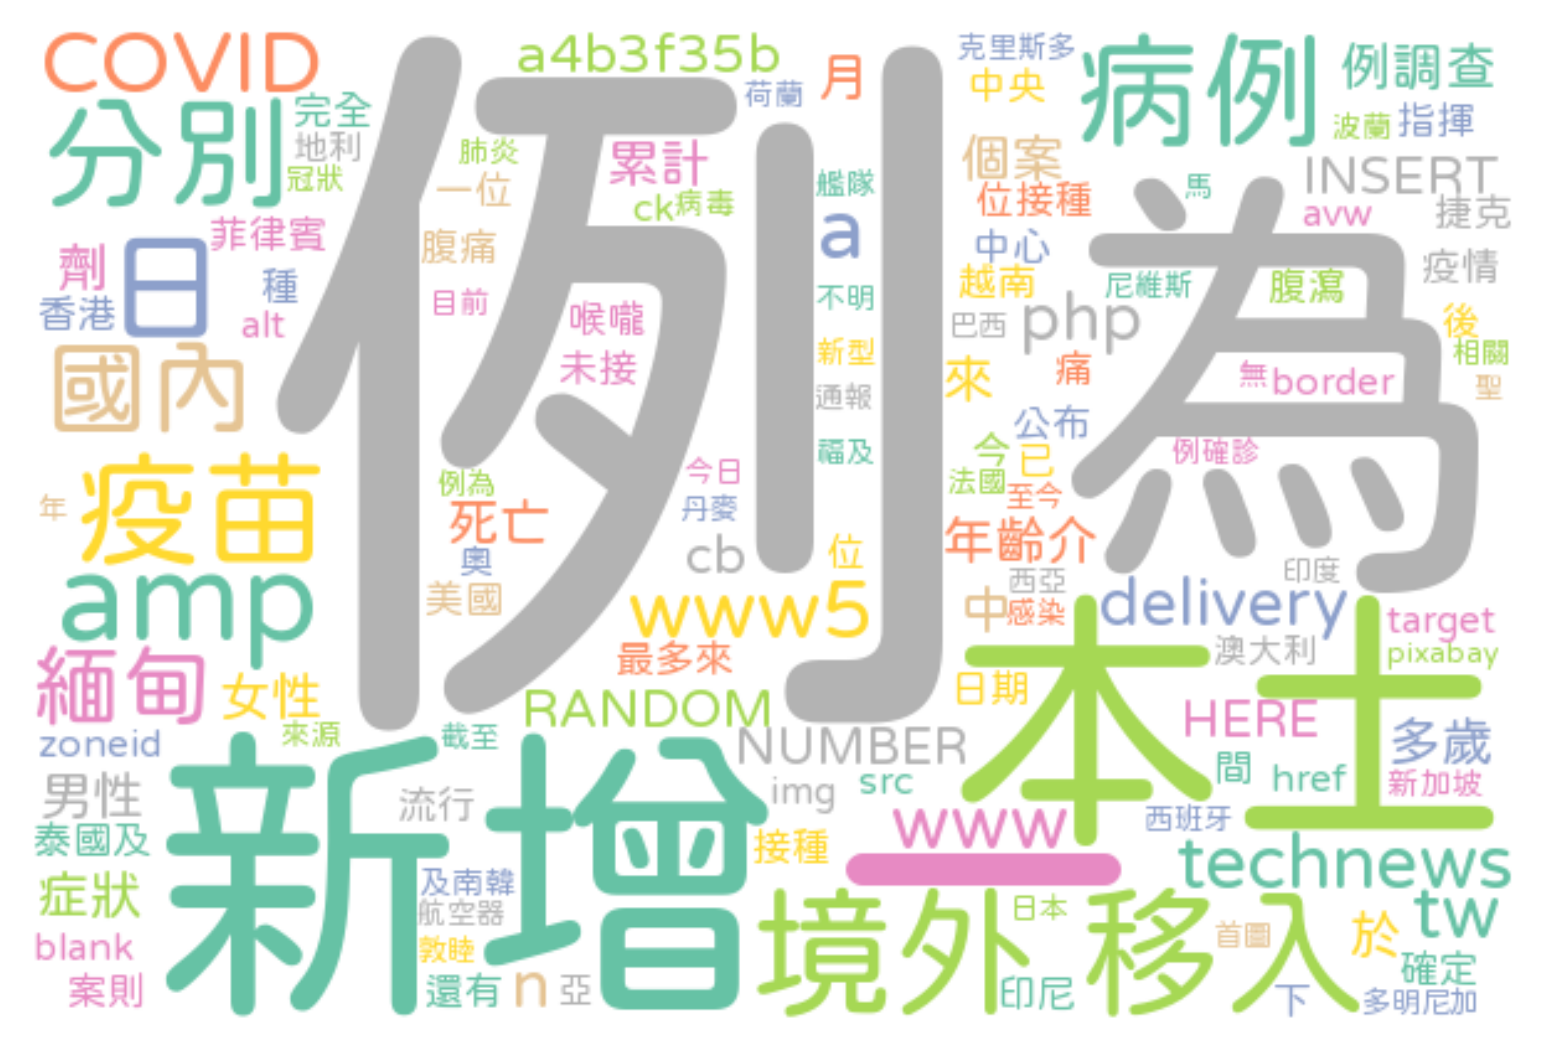 COVID
a4b3f35b
月
克里斯多
病例
例調查
分別
完全
荷蘭
中央
波蘭
指揮
地利
冠狀
肺炎
一位
累計
ck
病毒
艦隊
a
個案
位接種
馬
INSERT
avw
捷克
例
為
菲律賓
劑
日
種
香港
alt
腹痛
目前
喉嚨
未接
不明
新型
通報
福及
中心
越南
尼維斯
腹瀉
疫情
巴西
php
後
相關
聖
來
痛
無
border
國內
公布
今
已
例確診
法國
至今
疫苗
年
例為
死亡
奧
美國
今日
丹麥
cb
位
年齡介
西亞
印度
amp
www5
中
感染
delivery
target
pixabay
澳大利
最多來
緬甸
女性
RANDOM
日期
本土
HERE
多歲
zoneid
來源
截至
NUMBER
間
href
新加坡
男性
新增
流行
img
src
www
西班牙
泰國及
接種
technews
症狀
及南韓
航空器
境外移入
日本
首圖
於
tw
blank
敦睦
確定
案則
還有
n
亞
印尼
下
多明尼加
一